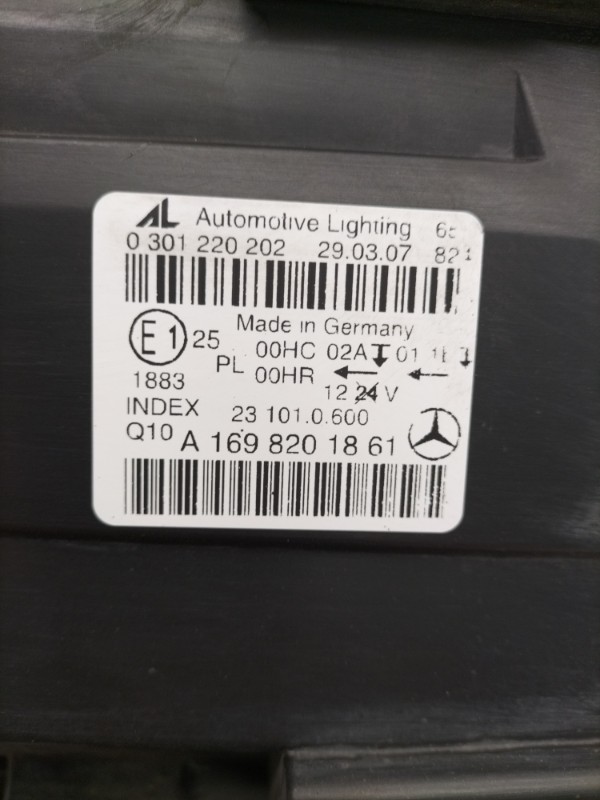 AL Automotive Lighting
0 301 220 202 29.03.07
Made in Germany
E1 25 00HC 02A
PL 00HR ← ←
1883 12 24 V
INDEX 23 101.0.600
Q10 A 169 820 18 61